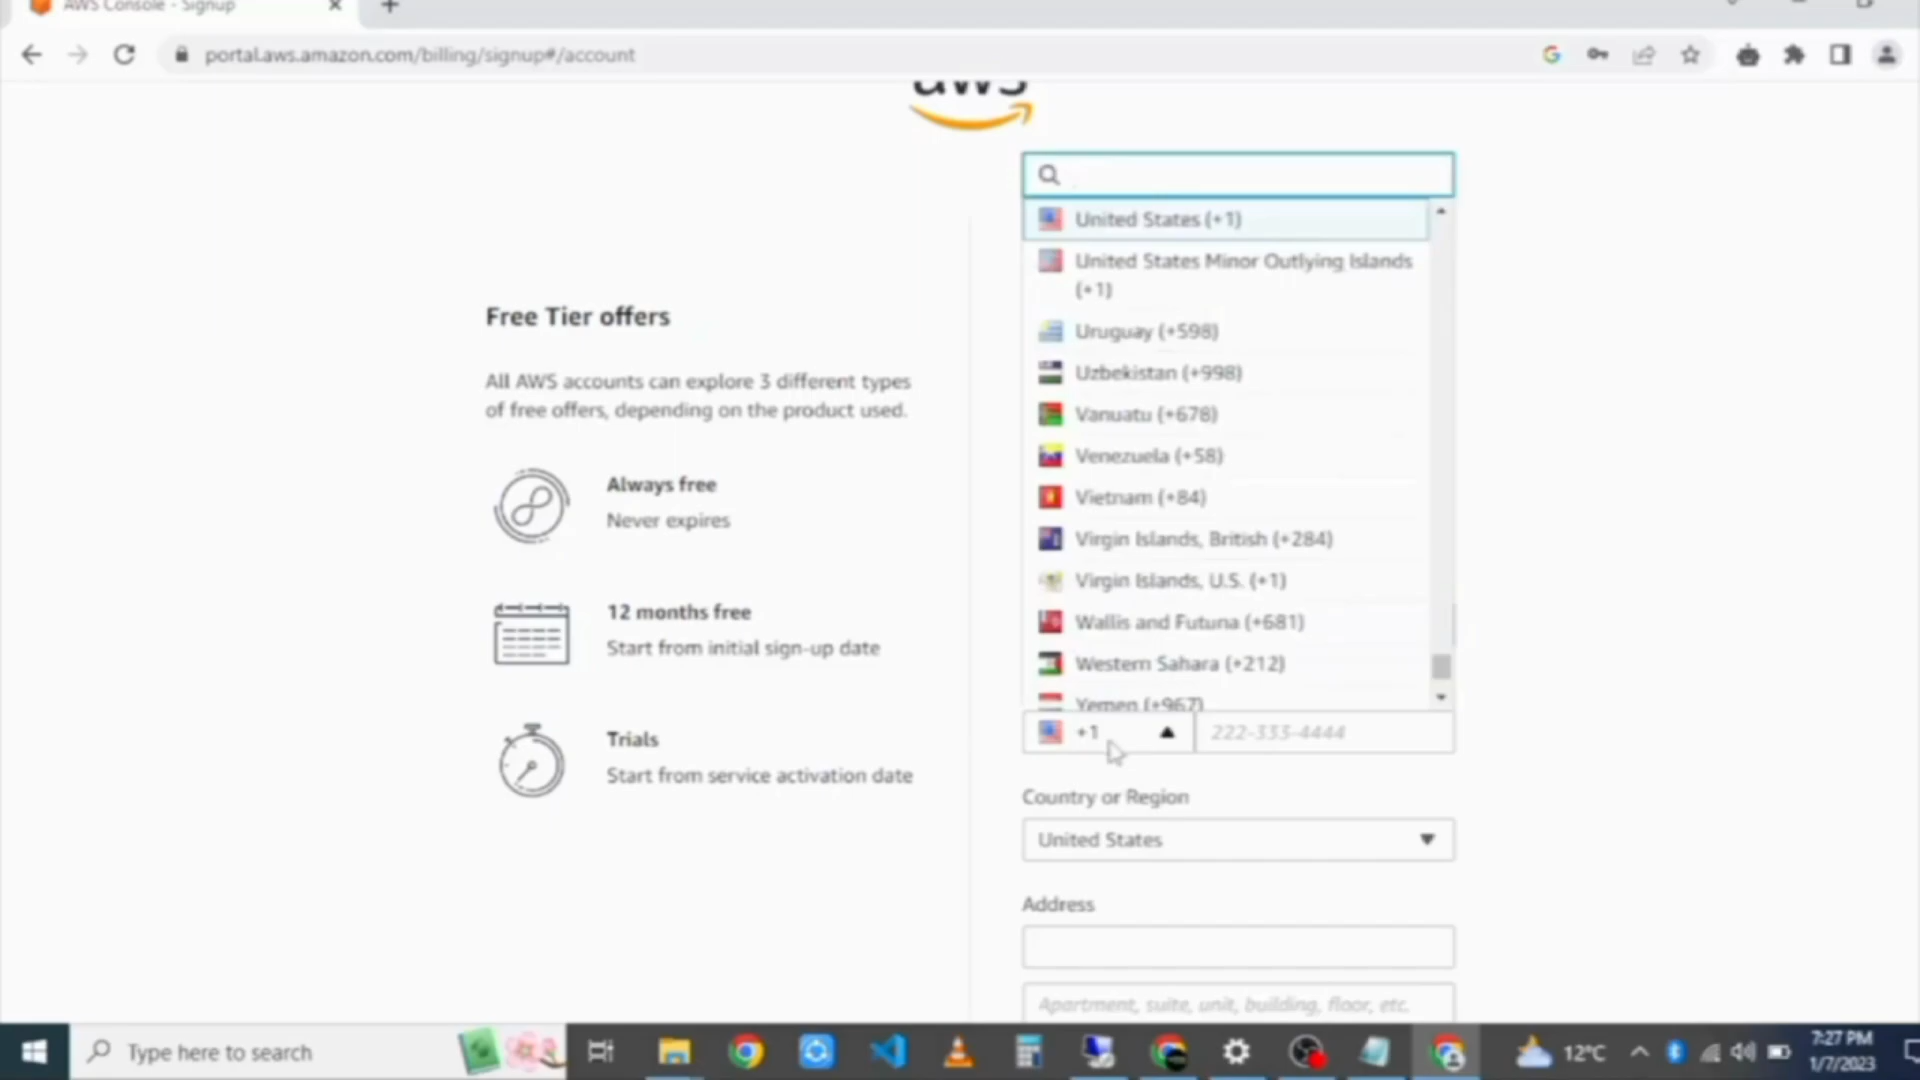 AWS Console - Signup
portal.aws.amazon.com/billing/signup#/account
aws
United States (+1)
United States Minor Outlying Islands
(+1)
Uruguay (+598)
Uzbekistan (+998)
Vanuatu (+678)
Venezuela (+58)
Vietnam (+84)
Virgin Islands, British (+284)
Virgin Islands, U.S. (+1)
Wallis and Futuna (+681)
Western Sahara (+212)
Yemen (+967)
Free Tier offers
All AWS accounts can explore 3 different types
of free offers, depending on the product used.
Always free
Never expires
12 months free
Start from initial sign-up date
Trials
Start from service activation date
+1
222-333-4444
Country or Region
United States
Address
Apartment, suite, unit, building, floor, etc.
Type here to search
12°C
7:27 PM
1/7/2023